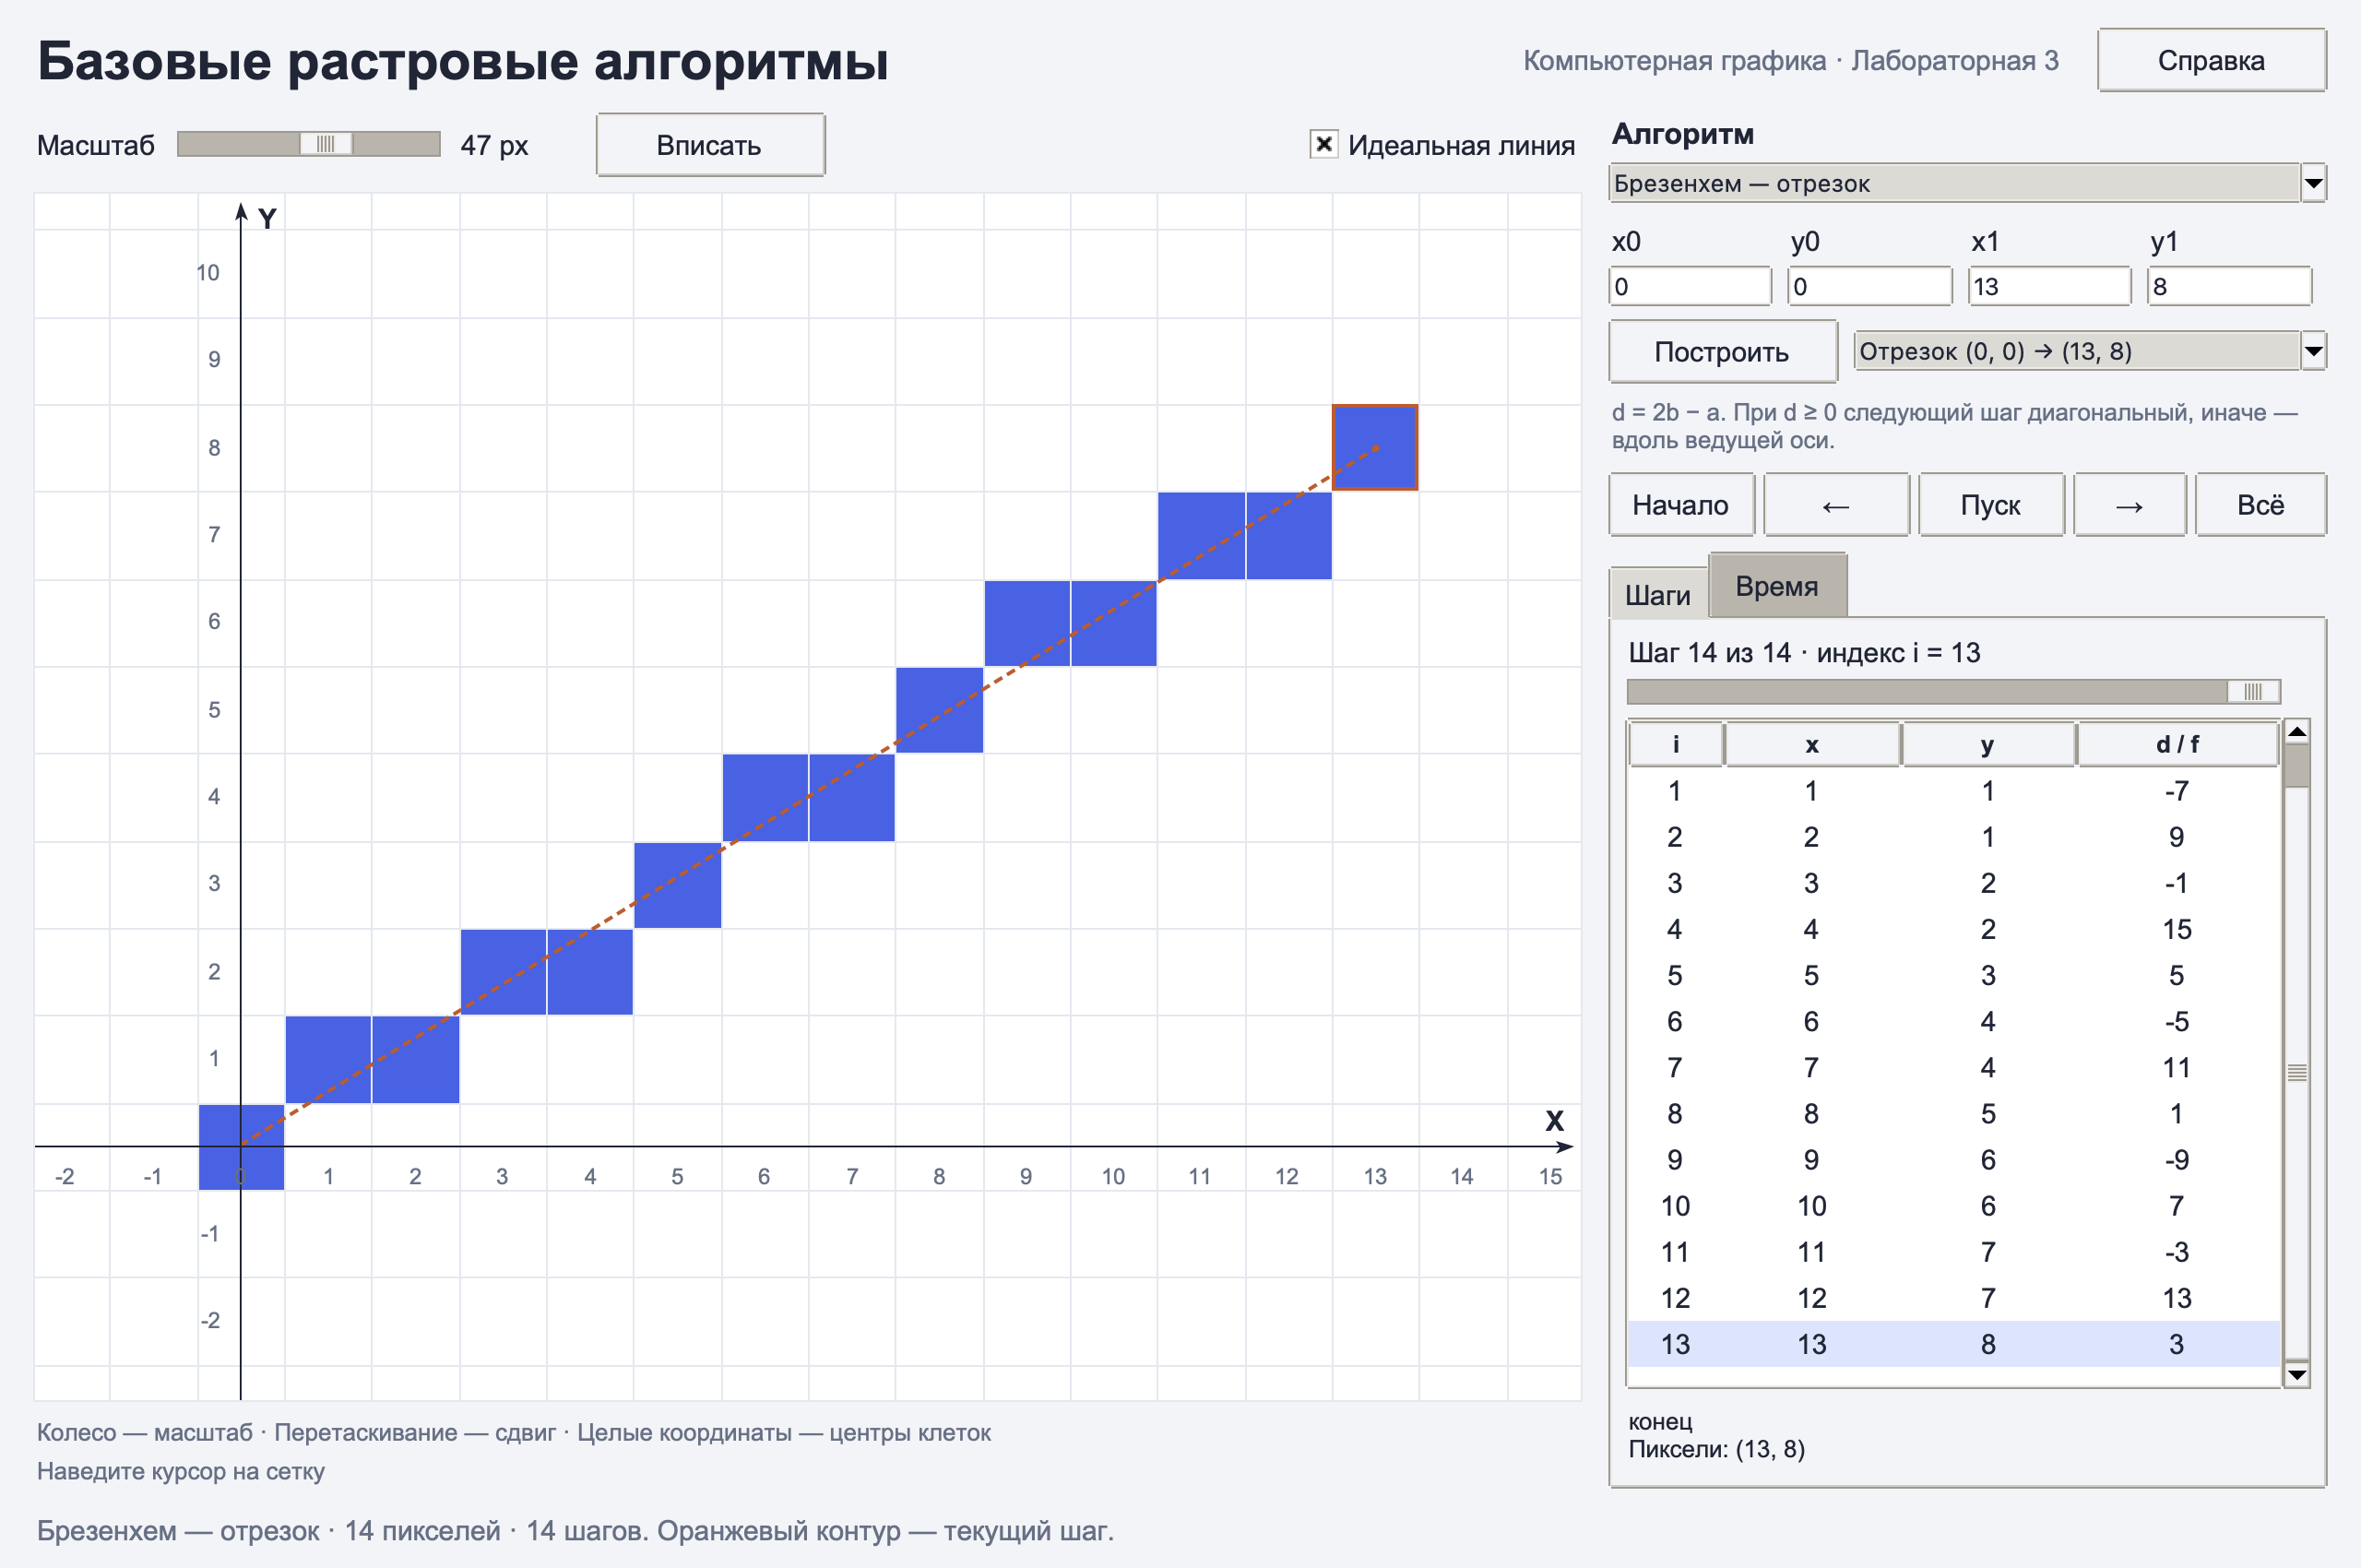 Базовые растровые алгоритмы
Компьютерная графика · Лабораторная 3
Справка
Масштаб 47 px Вписать
Идеальная линия
Y
10
9
8
7
6
5
4
3
2
1
X
-2 -1 0 1 2 3 4 5 6 7 8 9 10 11 12 13 14 15
-1
-2
Колесо — масштаб · Перетаскивание — сдвиг · Целые координаты — центры клеток
Наведите курсор на сетку
Брезенхем — отрезок · 14 пикселей · 14 шагов. Оранжевый контур — текущий шаг.
Алгоритм
Брезенхем — отрезок
x0 y0 x1 y1
0 0 13 8
Построить Отрезок (0, 0) → (13, 8)
d = 2b − a. При d ≥ 0 следующий шаг диагональный, иначе —
вдоль ведущей оси.
Начало ← Пуск → Всё
Шаги Время
Шаг 14 из 14 · индекс i = 13
i x y d / f
1 1 1 -7
2 2 1 9
3 3 2 -1
4 4 2 15
5 5 3 5
6 6 4 -5
7 7 4 11
8 8 5 1
9 9 6 -9
10 10 6 7
11 11 7 -3
12 12 7 13
13 13 8 3
конец
Пиксели: (13, 8)